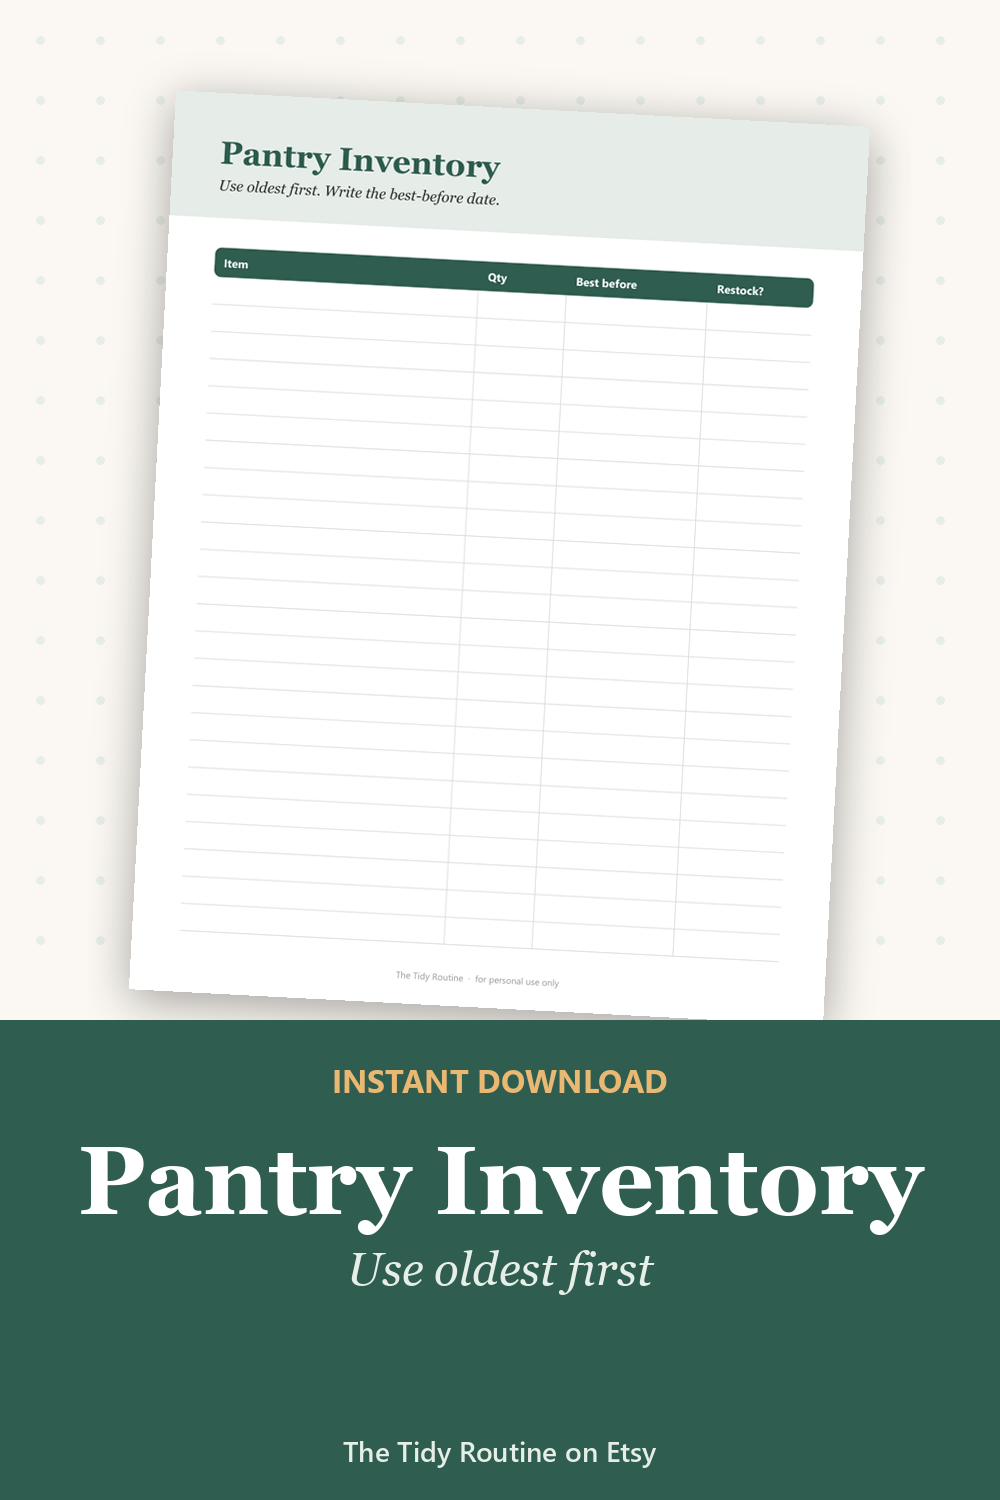 Pantry Inventory
Use oldest first. Write the best-before date.
Item Qty Best before Restock?
The Tidy Routine · for personal use only
INSTANT DOWNLOAD
Pantry Inventory
Use oldest first
The Tidy Routine on Etsy